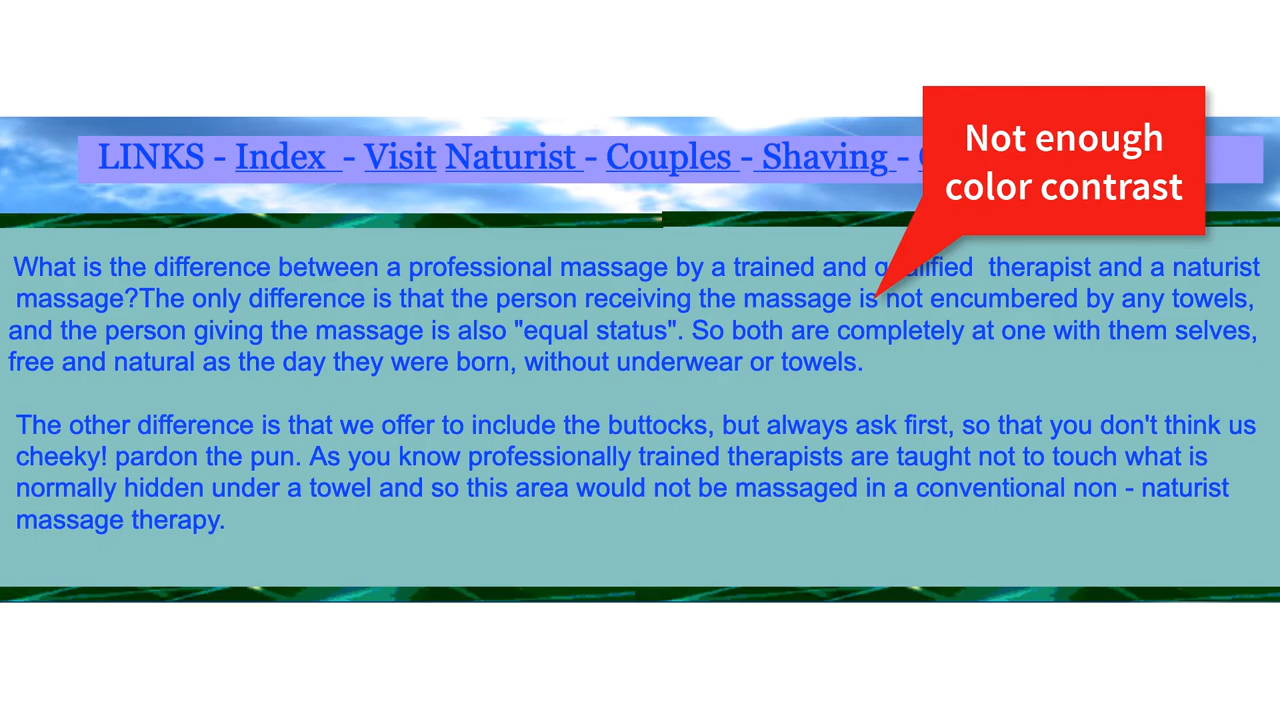 LINKS - Index - Visit Naturist - Couples - Shaving -
Not enough
color contrast
What is the difference between a professional massage by a trained and therapist and a naturist
massage?The only difference is that the person receiving the massage is not encumbered by any towels,
and the person giving the massage is also "equal status". So both are completely at one with them selves,
free and natural as the day they were born, without underwear or towels.
The other difference is that we offer to include the buttocks, but always ask first, so that you don't think us
cheeky! pardon the pun. As you know professionally trained therapists are taught not to touch what is
normally hidden under a towel and so this area would not be massaged in a conventional non - naturist
massage therapy.